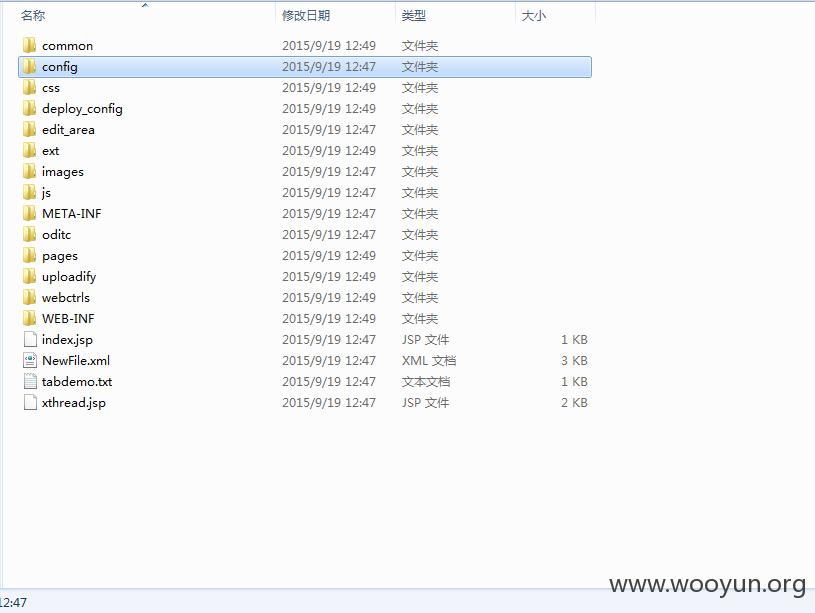 名称 修改日期 类型 大小
common 2015/9/19 12:49 文件夹
config 2015/9/19 12:47 文件夹
css 2015/9/19 12:49 文件夹
deploy_config 2015/9/19 12:49 文件夹
edit_area 2015/9/19 12:47 文件夹
ext 2015/9/19 12:49 文件夹
images 2015/9/19 12:47 文件夹
js 2015/9/19 12:47 文件夹
META-INF 2015/9/19 12:47 文件夹
oditc 2015/9/19 12:47 文件夹
pages 2015/9/19 12:49 文件夹
uploadify 2015/9/19 12:49 文件夹
webctrls 2015/9/19 12:49 文件夹
WEB-INF 2015/9/19 12:49 文件夹
index.jsp 2015/9/19 12:47 JSP 文件 1 KB
NewFile.xml 2015/9/19 12:47 XML 文档 3 KB
tabdemo.txt 2015/9/19 12:47 文本文档 1 KB
xthread.jsp 2015/9/19 12:47 JSP 文件 2 KB
www.wooyun.org
12:47